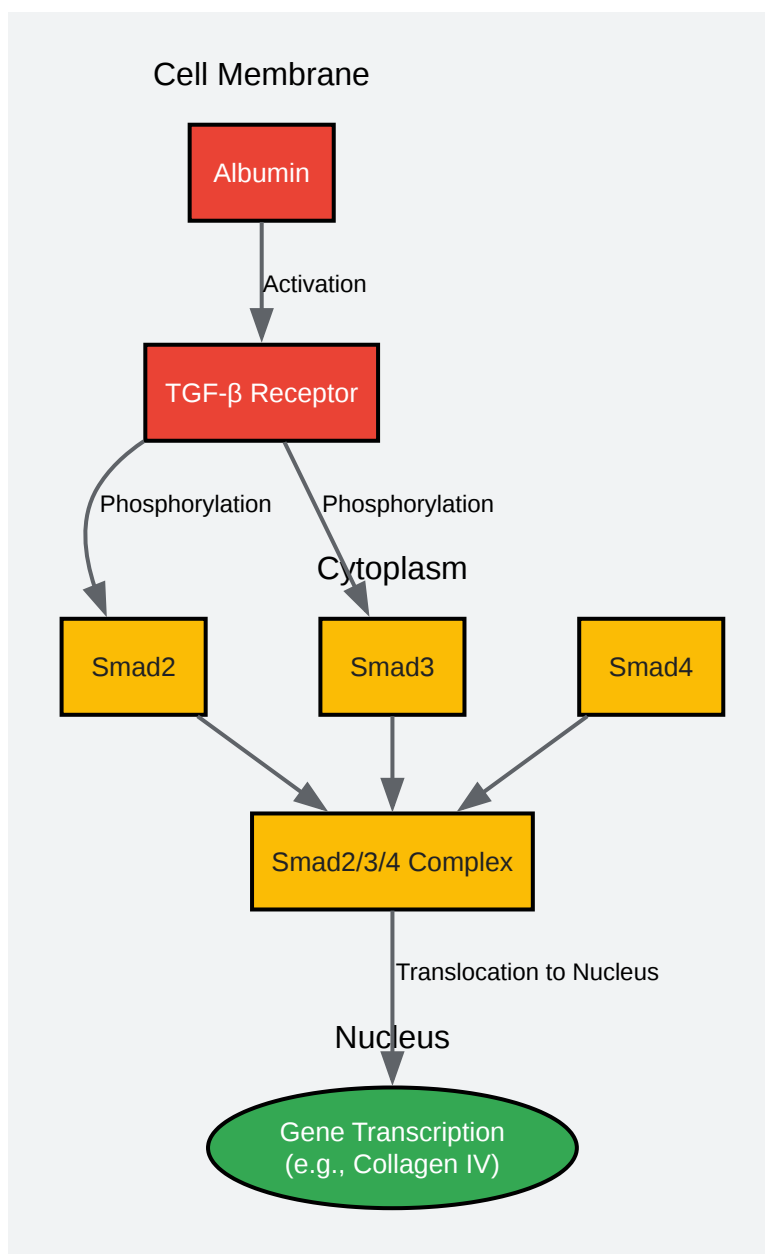 Cell Membrane
Albumin
Activation
TGF-β Receptor
Phosphorylation
Phosphorylation
Cytoplasm
Smad2
Smad3
Smad4
Smad2/3/4 Complex
Translocation to Nucleus
Nucleus
Gene Transcription
(e.g., Collagen IV)